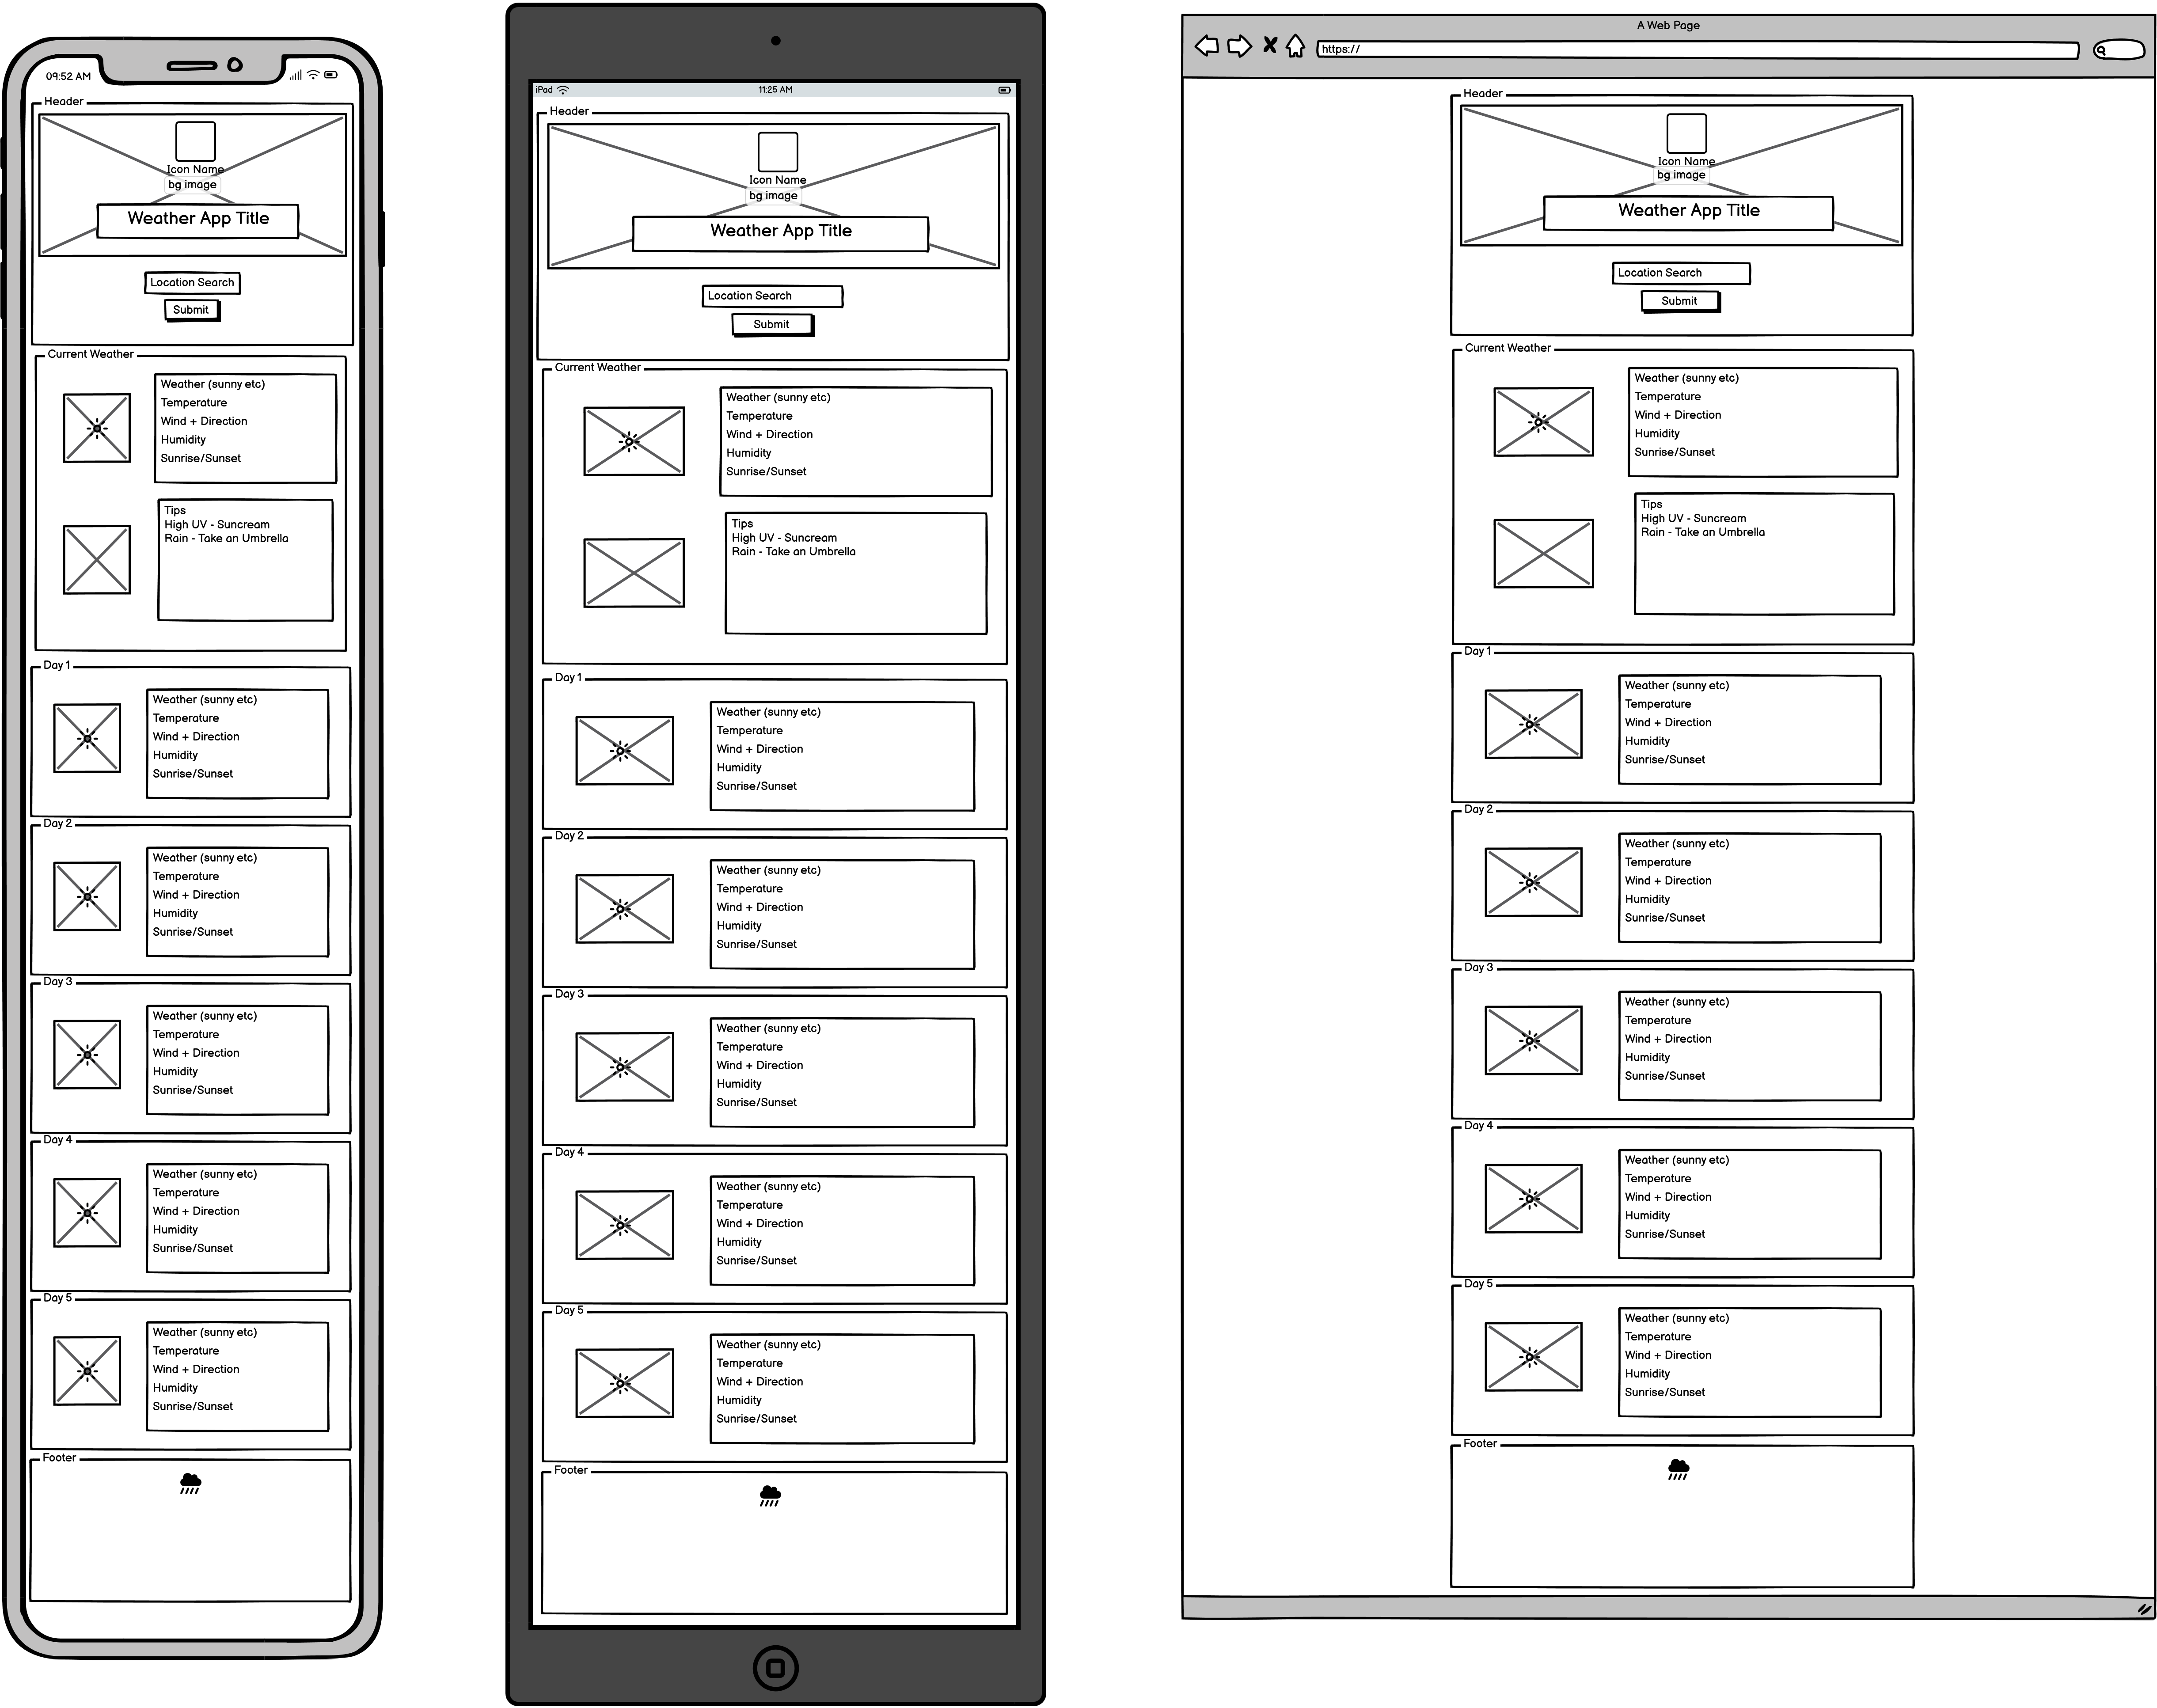 09:52 AM
Header
Icon Name
bg image
Weather App Title
Location Search
Submit
Current Weather
Weather (sunny etc)
Temperature
Wind + Direction
Humidity
Sunrise/Sunset
Tips
High UV - Suncream
Rain - Take an Umbrella
Day 1
Weather (sunny etc)
Temperature
Wind + Direction
Humidity
Sunrise/Sunset
Day 2
Weather (sunny etc)
Temperature
Wind + Direction
Humidity
Sunrise/Sunset
Day 3
Weather (sunny etc)
Temperature
Wind + Direction
Humidity
Sunrise/Sunset
Day 4
Weather (sunny etc)
Temperature
Wind + Direction
Humidity
Sunrise/Sunset
Day 5
Weather (sunny etc)
Temperature
Wind + Direction
Humidity
Sunrise/Sunset
Footer
iPad
11:25 AM
Header
Icon Name
bg image
Weather App Title
Location Search
Submit
Current Weather
Weather (sunny etc)
Temperature
Wind + Direction
Humidity
Sunrise/Sunset
Tips
High UV - Suncream
Rain - Take an Umbrella
Day 1
Weather (sunny etc)
Temperature
Wind + Direction
Humidity
Sunrise/Sunset
Day 2
Weather (sunny etc)
Temperature
Wind + Direction
Humidity
Sunrise/Sunset
Day 3
Weather (sunny etc)
Temperature
Wind + Direction
Humidity
Sunrise/Sunset
Day 4
Weather (sunny etc)
Temperature
Wind + Direction
Humidity
Sunrise/Sunset
Day 5
Weather (sunny etc)
Temperature
Wind + Direction
Humidity
Sunrise/Sunset
Footer
A Web Page
https://
Header
Icon Name
bg image
Weather App Title
Location Search
Submit
Current Weather
Weather (sunny etc)
Temperature
Wind + Direction
Humidity
Sunrise/Sunset
Tips
High UV - Suncream
Rain - Take an Umbrella
Day 1
Weather (sunny etc)
Temperature
Wind + Direction
Humidity
Sunrise/Sunset
Day 2
Weather (sunny etc)
Temperature
Wind + Direction
Humidity
Sunrise/Sunset
Day 3
Weather (sunny etc)
Temperature
Wind + Direction
Humidity
Sunrise/Sunset
Day 4
Weather (sunny etc)
Temperature
Wind + Direction
Humidity
Sunrise/Sunset
Day 5
Weather (sunny etc)
Temperature
Wind + Direction
Humidity
Sunrise/Sunset
Footer